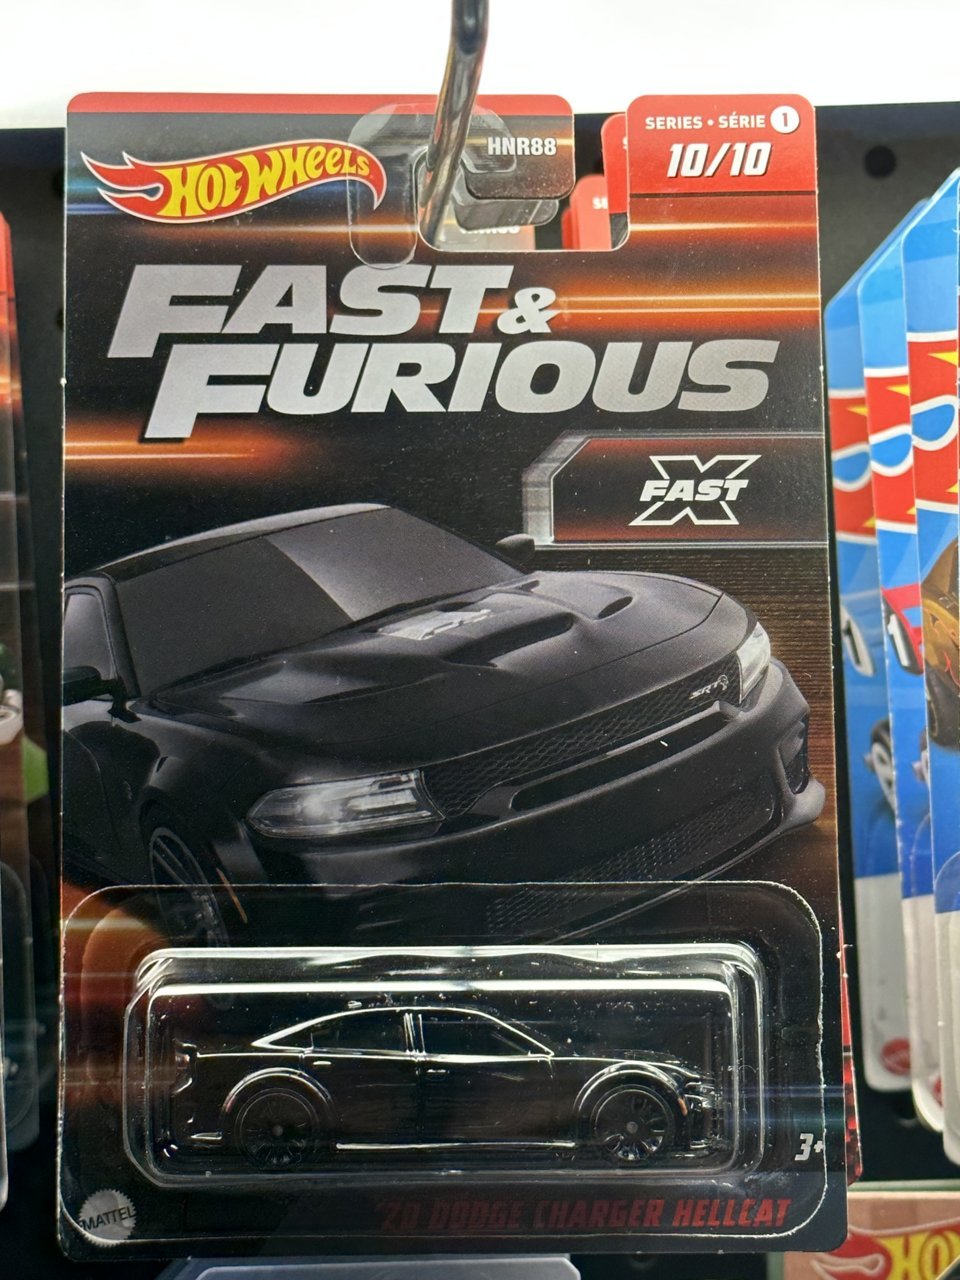 HOT WHEELS
HNR88
SERIES • SÉRIE 1
10/10
FAST &
FURIOUS
FAST X
SRT
3+
MATTEL
'20 DODGE CHARGER HELLCAT